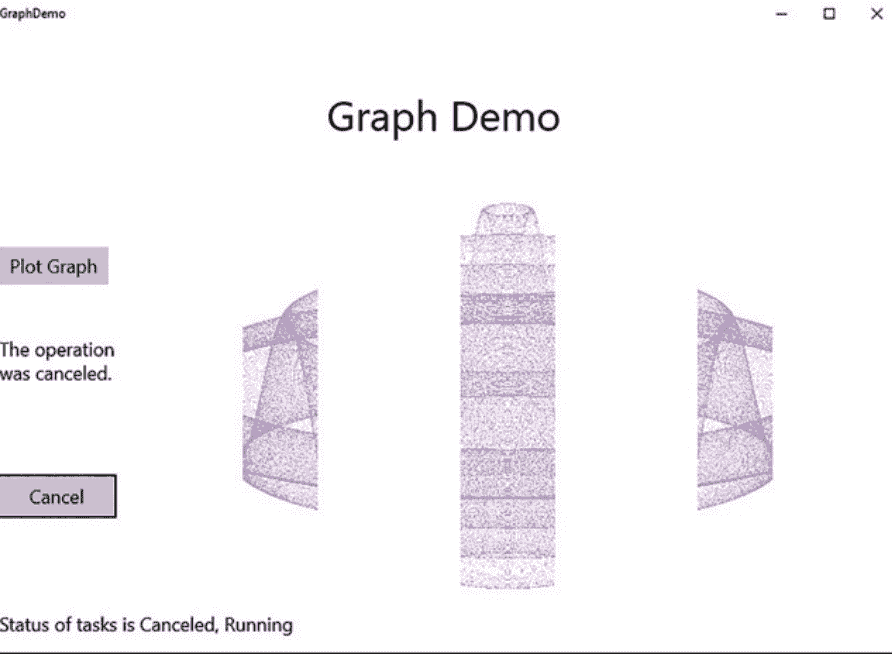 GraphDemo
Graph Demo
Plot Graph
The operation
was canceled.
Cancel
Status of tasks is Canceled, Running